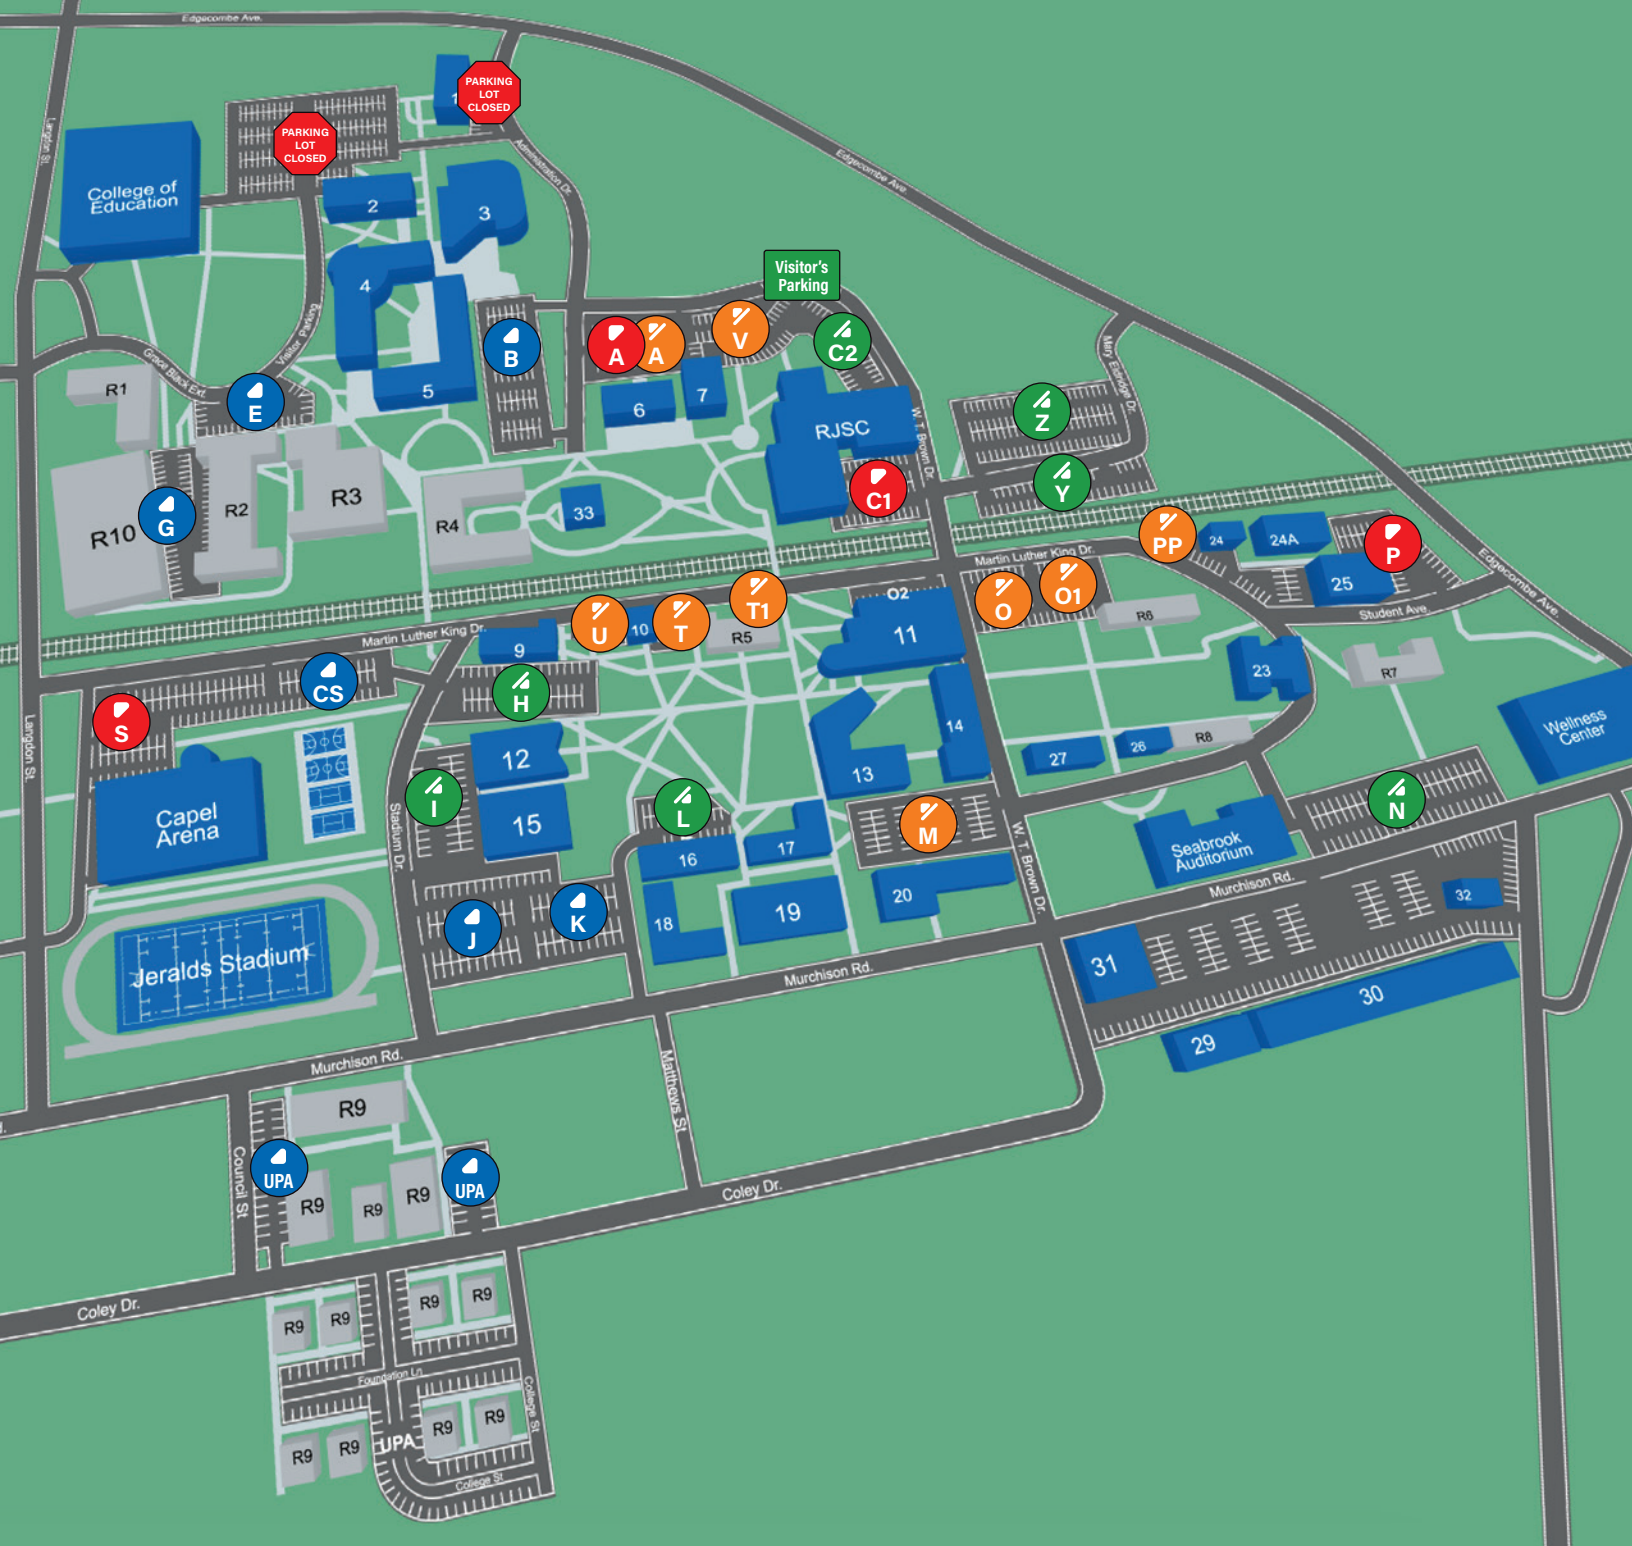 Edgecombe Ave.
Langdon St.
1
PARKING
LOT
CLOSED
PARKING
LOT
CLOSED
College of
Education
2
3
Administration Dr.
Edgecombe Ave.
4
5
Visitor Parking
Visitor's
Parking
B
A
A
V
C2
6
7
R1
Grace Black Ext.
E
RJSC
W. T. Brown Dr.
Mary Eldridge Dr.
Z
Y
C1
R10
G
R2
R3
R4
33
PP
24
24A
P
25
Martin Luther King Dr.
Student Ave.
Edgecombe Ave.
O
O1
R6
O2
11
T1
U
10
T
R5
Martin Luther King Dr.
9
H
CS
S
Langdon St.
23
R7
Wellness
Center
14
13
12
I
15
Stadium Dr.
L
16
17
M
27
26
R8
N
Capel
Arena
Seabrook
Auditorium
W. T. Brown Dr.
Murchison Rd.
32
20
19
18
K
J
Jeralds Stadium
31
30
29
Murchison Rd.
Murchison Rd.
Matthews St
R9
Council St
UPA
R9
R9
R9
UPA
Coley Dr.
Coley Dr.
R9
R9
R9
R9
Foundation Ln
College St
R9
R9
R9
R9
UPA
College St